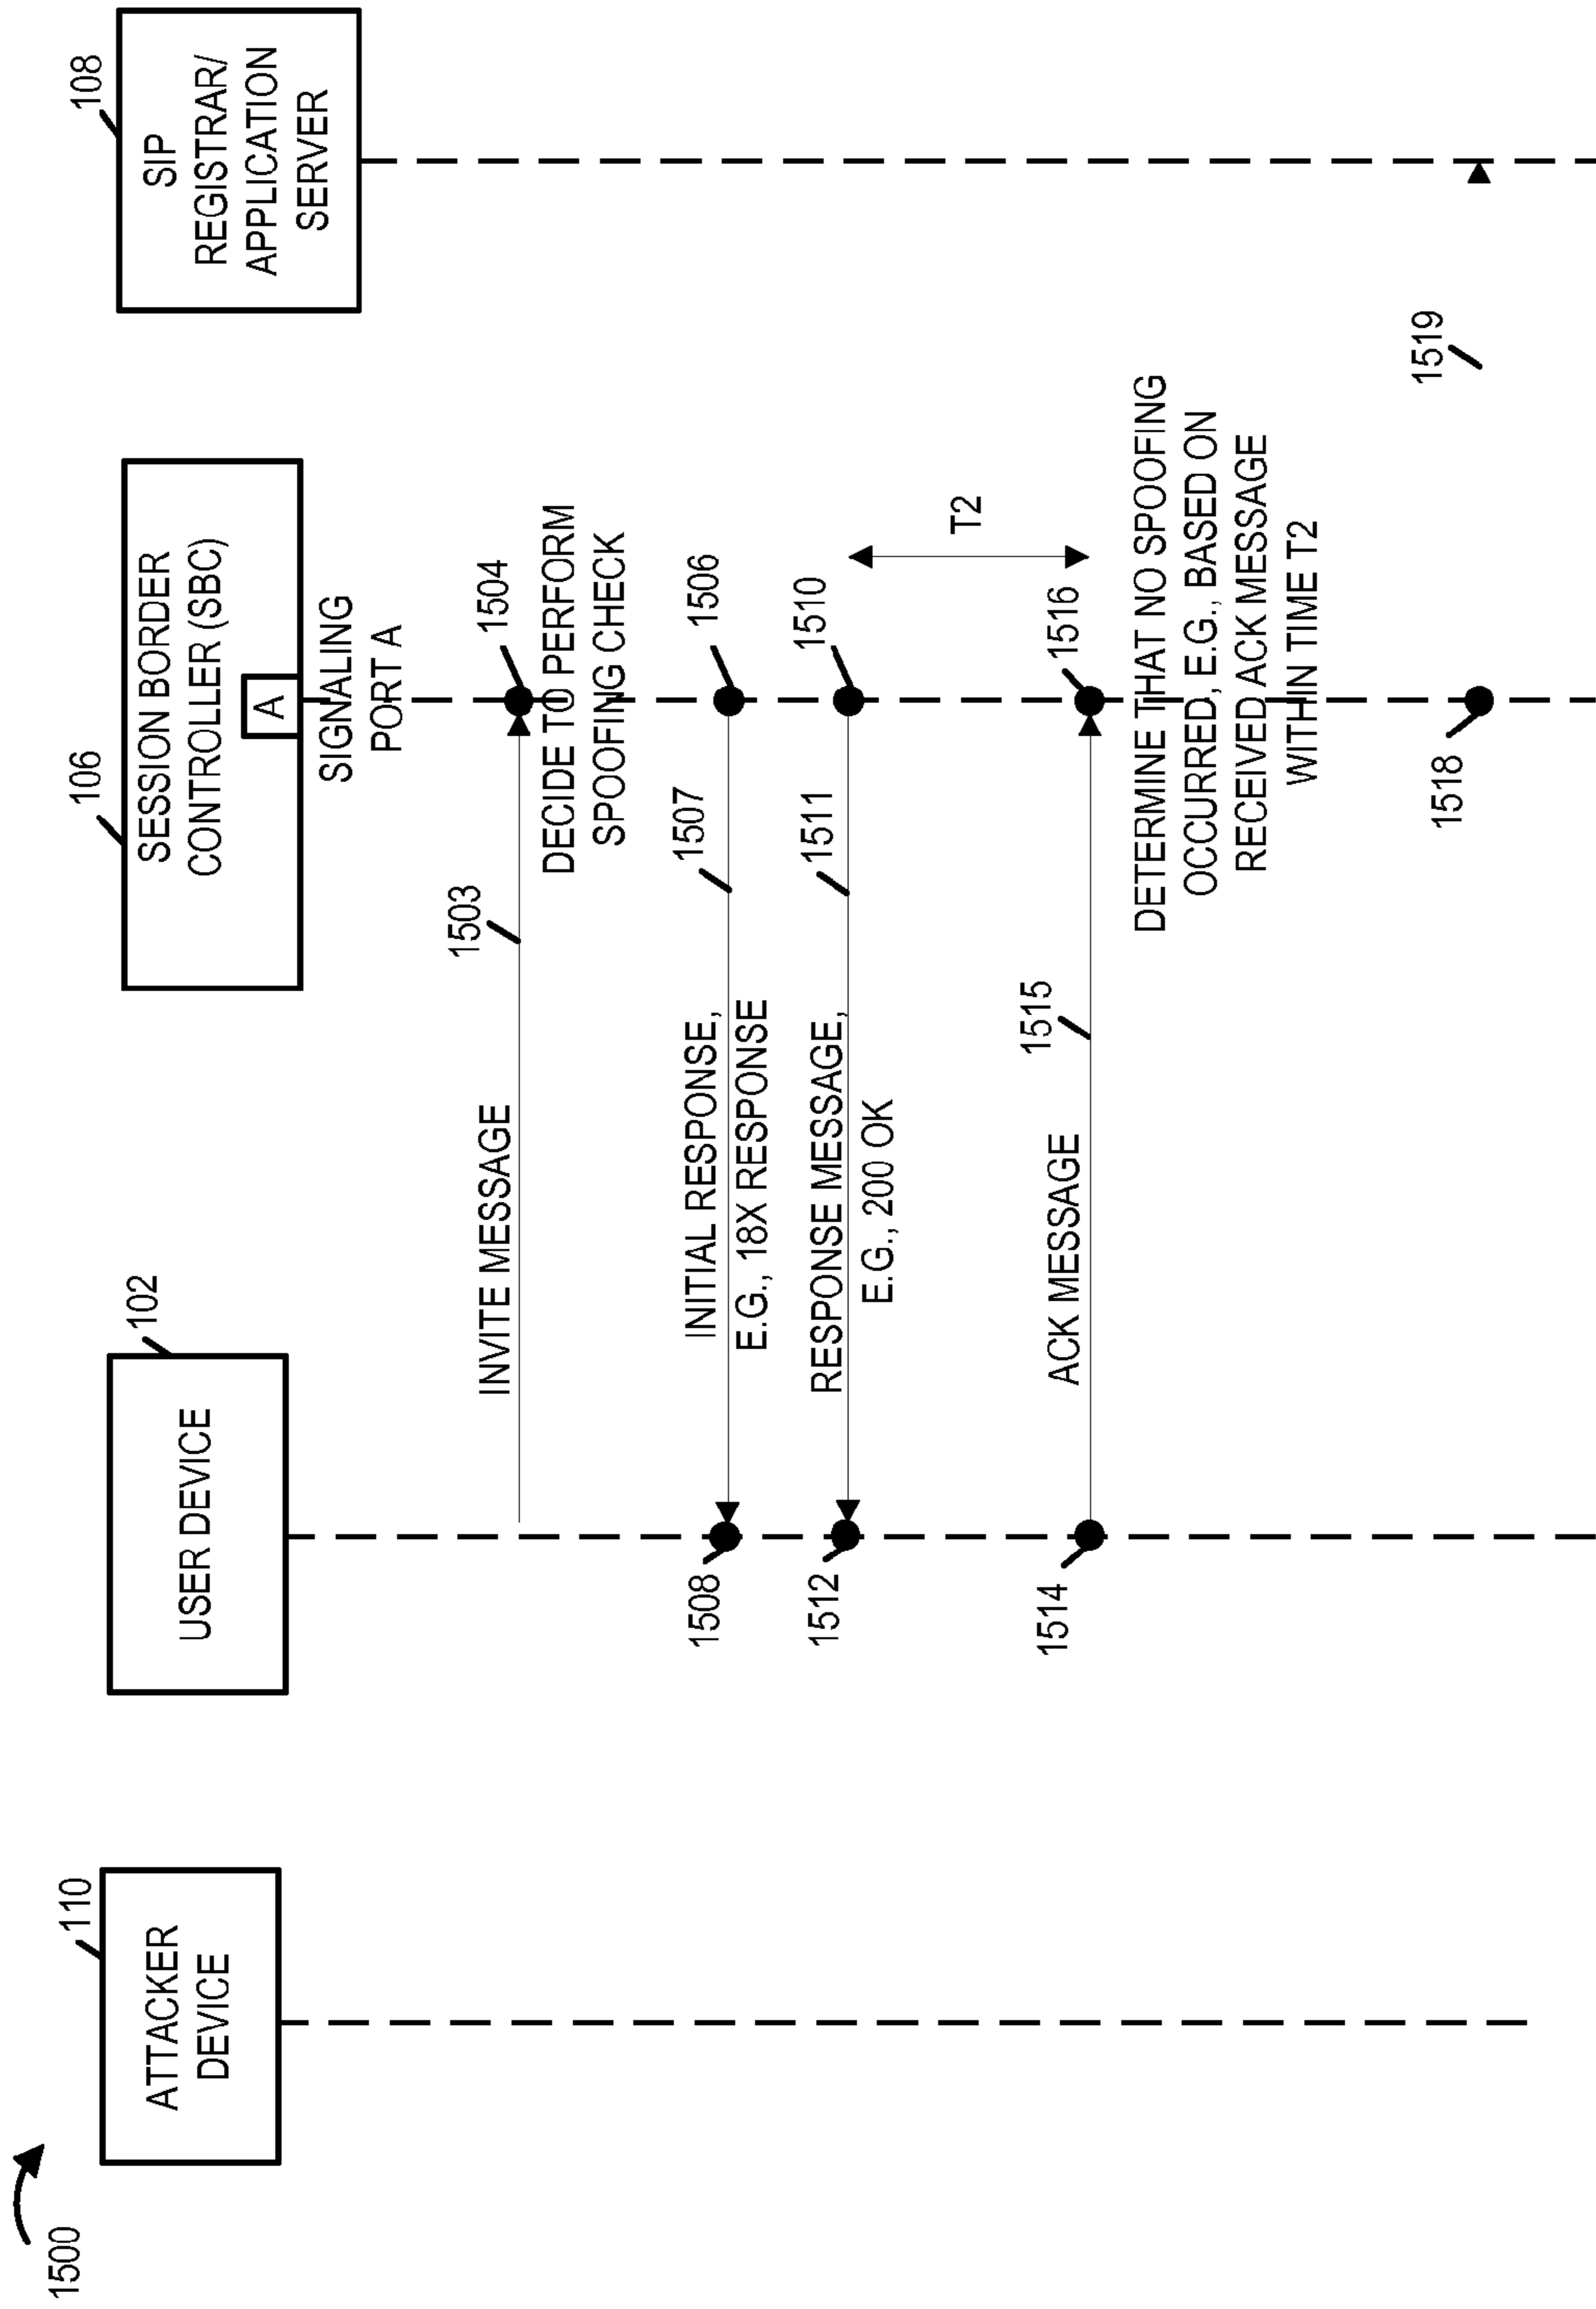 1500
110
ATTACKER
DEVICE
102
USER DEVICE
106
SESSION BORDER
CONTROLLER (SBC)
A
SIGNALING
PORT A
108
SIP
REGISTRAR/
APPLICATION
SERVER
INVITE MESSAGE
1503
1504
DECIDE TO PERFORM
SPOOFING CHECK
1508
INITIAL RESPONSE,
E.G., 18X RESPONSE
1507
1506
1512
RESPONSE MESSAGE,
E.G., 200 OK
1511
1510
T2
1514
ACK MESSAGE
1515
1516
DETERMINE THAT NO SPOOFING
OCCURRED, E.G., BASED ON
RECEIVED ACK MESSAGE
WITHIN TIME T2
1518
1519